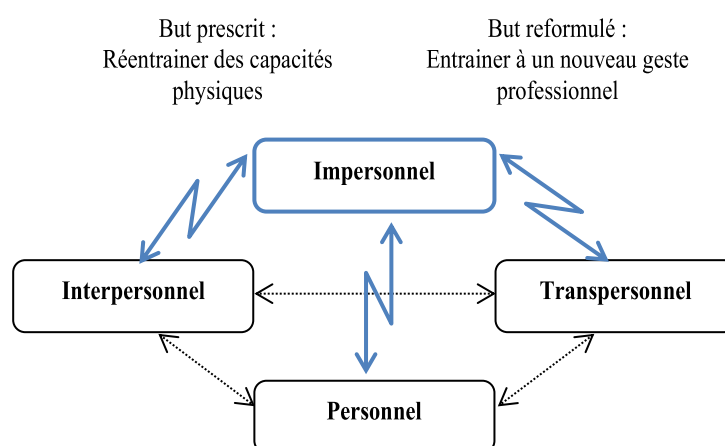 But prescrit :
Réentrainer des capacités
physiques
But reformulé :
Entrainer à un nouveau geste
professionnel
Impersonnel
Interpersonnel
Transpersonnel
Personnel